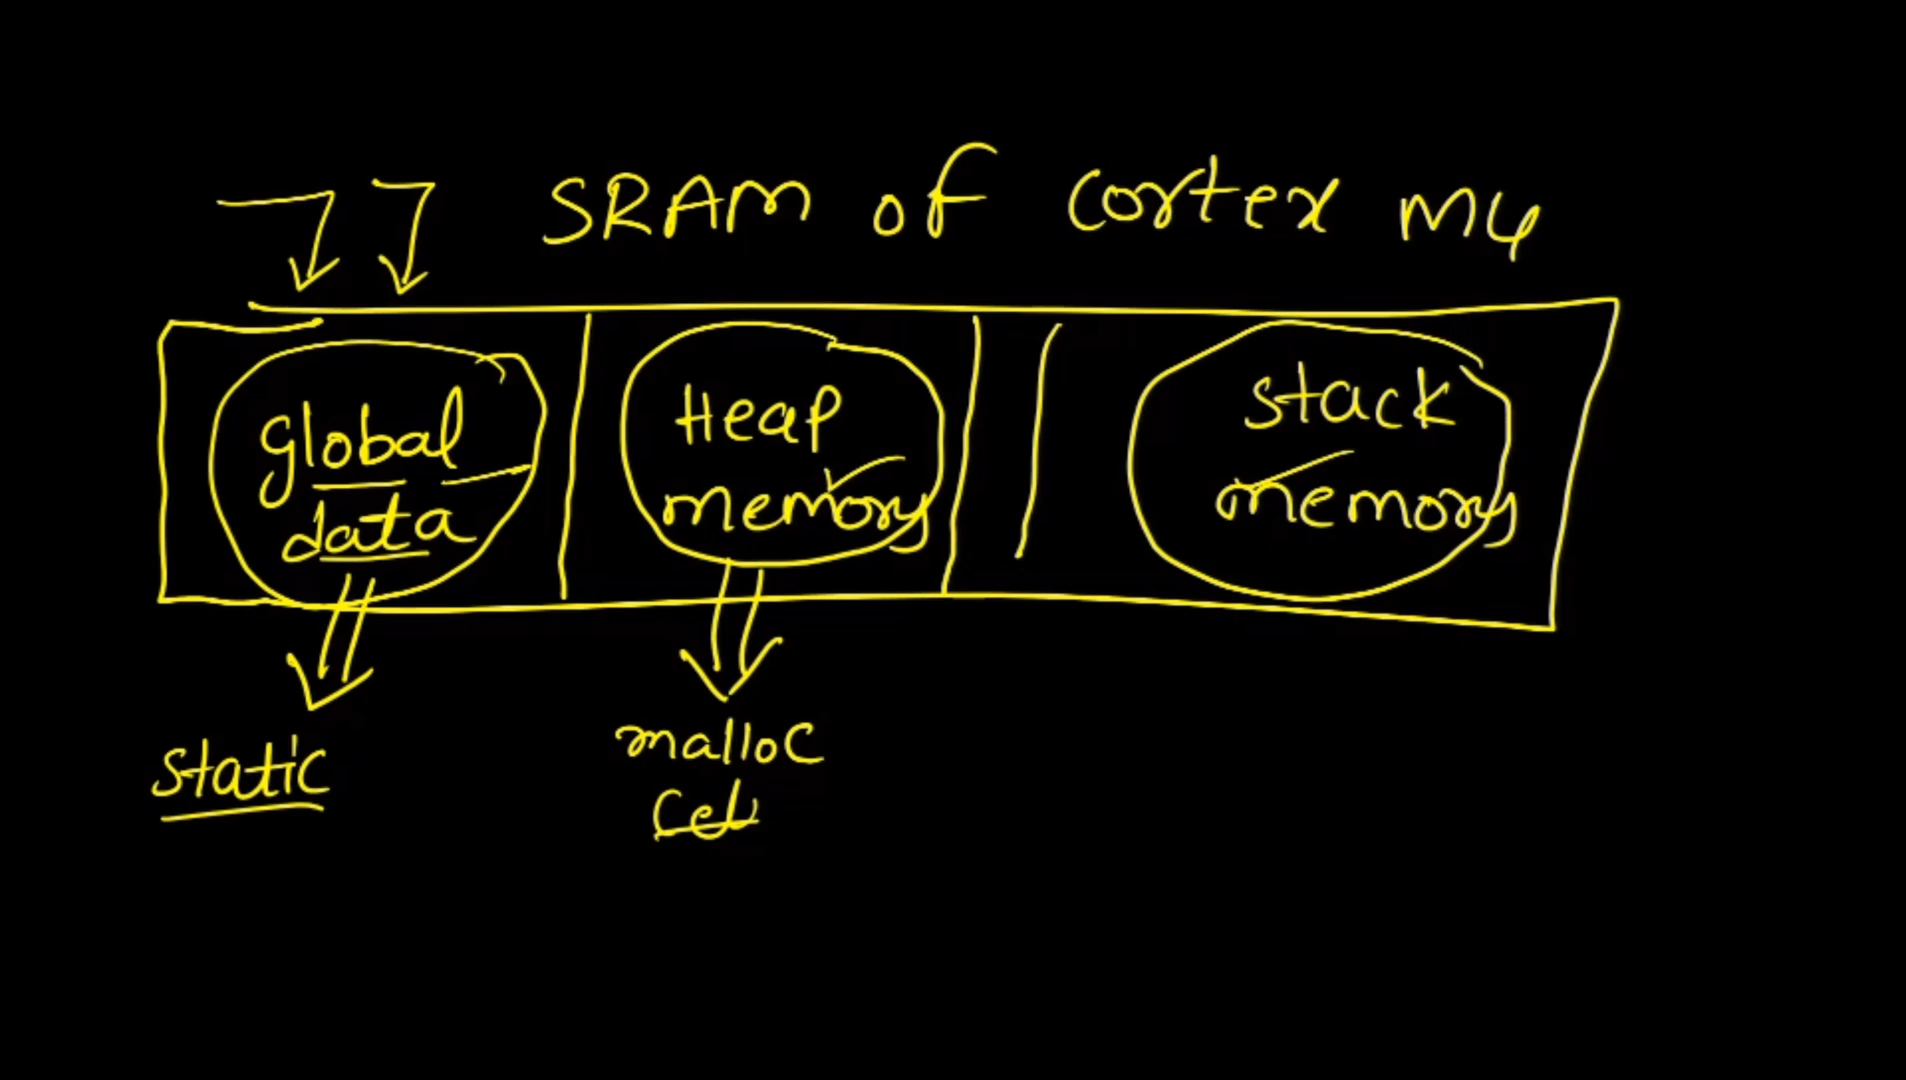 SRAM of cortex M4
Global
data
Heap
memory
stack
memory
static
malloc